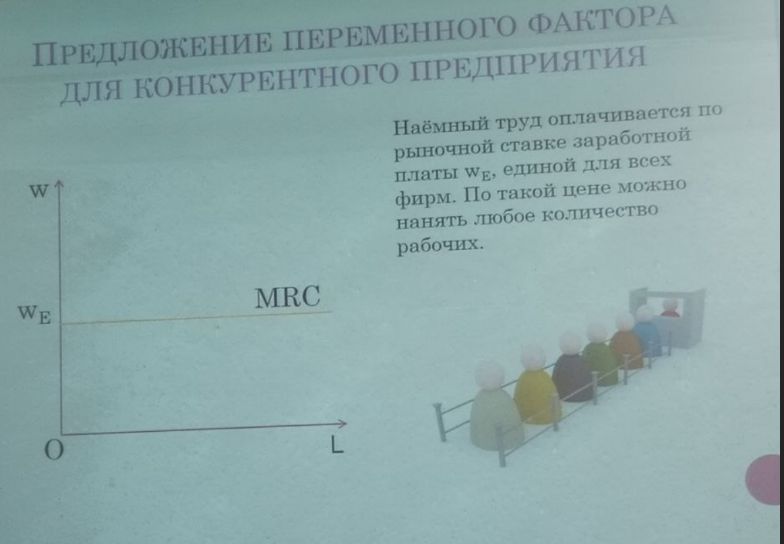 ПРЕДЛОЖЕНИЕ ПЕРЕМЕННОГО ФАКТОРА
ДЛЯ КОНКУРЕНТНОГО ПРЕДПРИЯТИЯ
Наёмный труд оплачивается по
рыночной ставке заработной
платы wE, единой для всех
фирм. По такой цене можно
нанять любое количество
рабочих.
w
wE
MRC
O
L